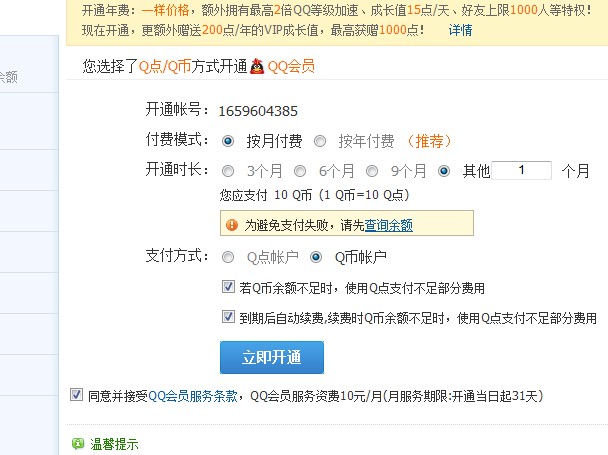 开通年费：一样价格，额外拥有最高2倍QQ等级加速、成长值15点/天、好友上限1000人等特权！
现在开通，更额外赠送200点/年的VIP成长值，最高获赠1000点！ 详情
您选择了Q点/Q币方式开通 QQ会员
余额
开通帐号： 1659604385
付费模式： 按月付费 按年付费 （推荐）
开通时长： 3个月 6个月 9个月 其他 1 个月
您应支付 10 Q币（1 Q币=10 Q点）
为避免支付失败，请先查询余额
支付方式： Q点帐户 Q币帐户
若Q币余额不足时，使用Q点支付不足部分费用
到期后自动续费,续费时Q币余额不足时，使用Q点支付不足部分费用
立即开通
同意并接受QQ会员服务条款，QQ会员服务资费10元/月(月服务期限:开通当日起31天)
温馨提示